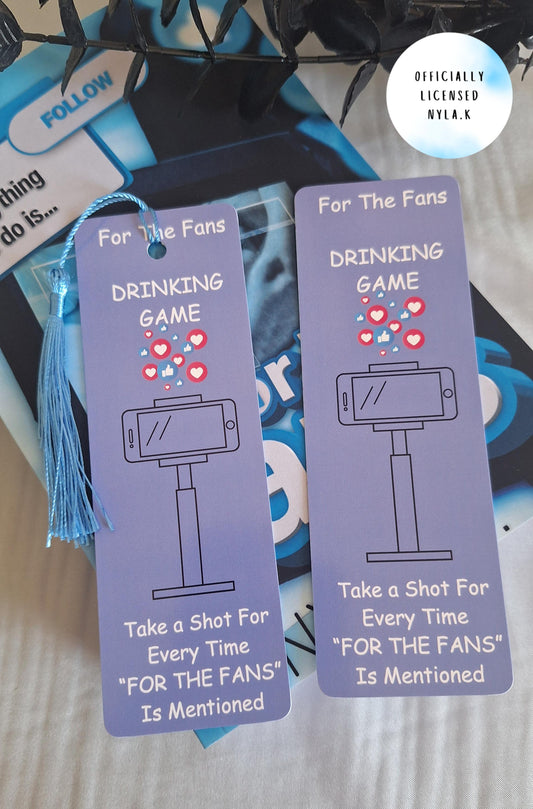 OFFICIALLY
LICENSED
NYLA.K
FOLLOW
do is...
For The Fans
DRINKING
GAME
Take a Shot For
Every Time
“FOR THE FANS”
Is Mentioned
For The Fans
DRINKING
GAME
Take a Shot For
Every Time
“FOR THE FANS”
Is Mentioned